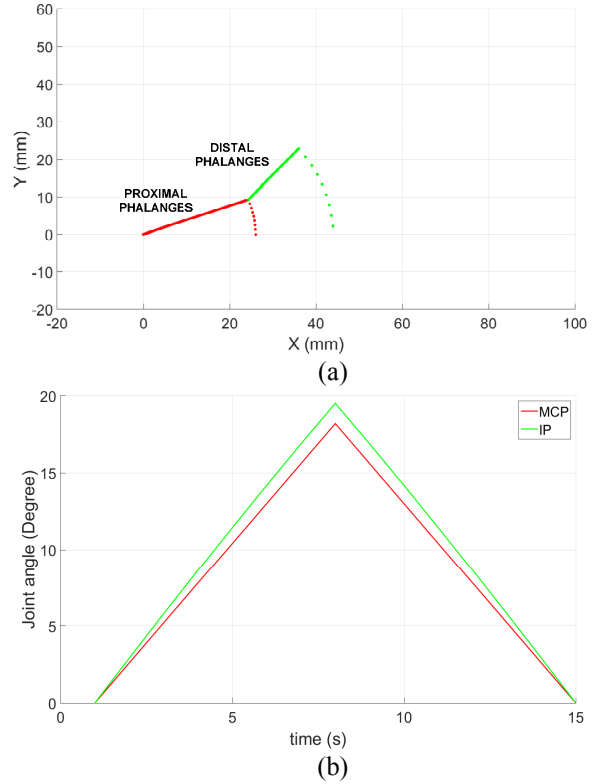 60
50
40
30
20
10
0
-10
-20
Y (mm)
DISTAL
PHALANGES
PROXIMAL
PHALANGES
-20 0 20 40 60 80 100
X (mm)
(a)
20
15
10
5
0
Joint angle (Degree)
MCP
IP
0 5 10 15
time (s)
(b)